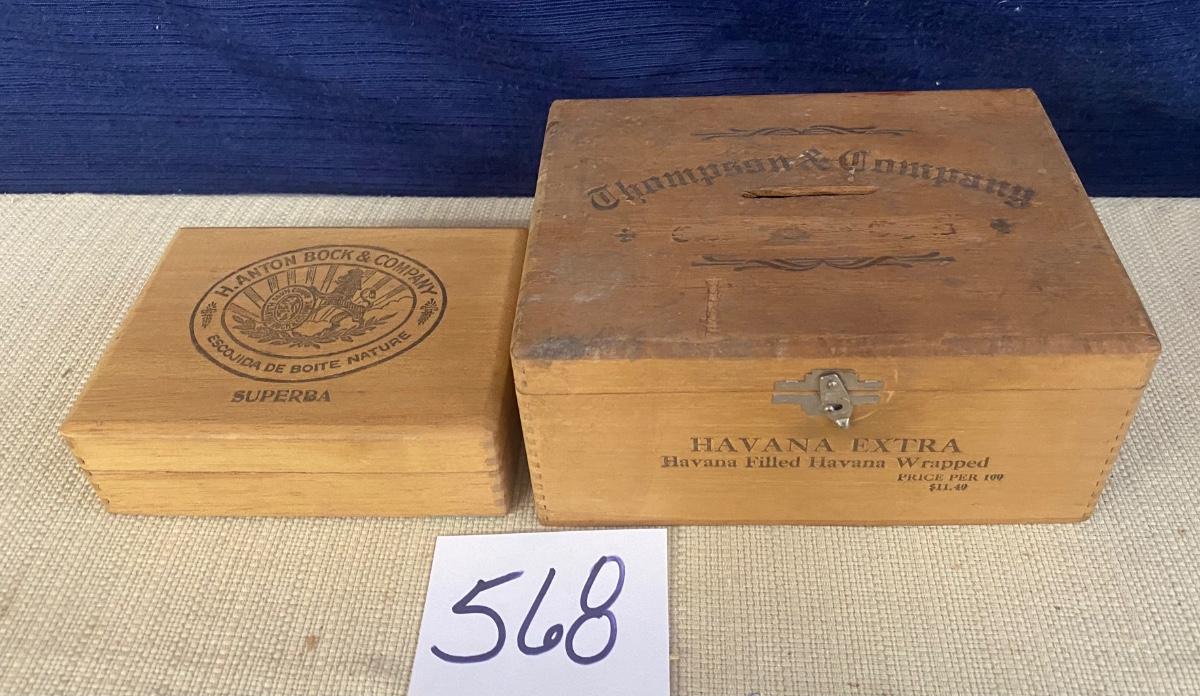 H. ANTON BOCK & COMPANY
ESCOJIDA DE BOITE NATURE
SUPERBA
Thompson & Company
HAVANA EXTRA
Havana Filled Havana Wrapped
PRICE PER 100
$11.40
568